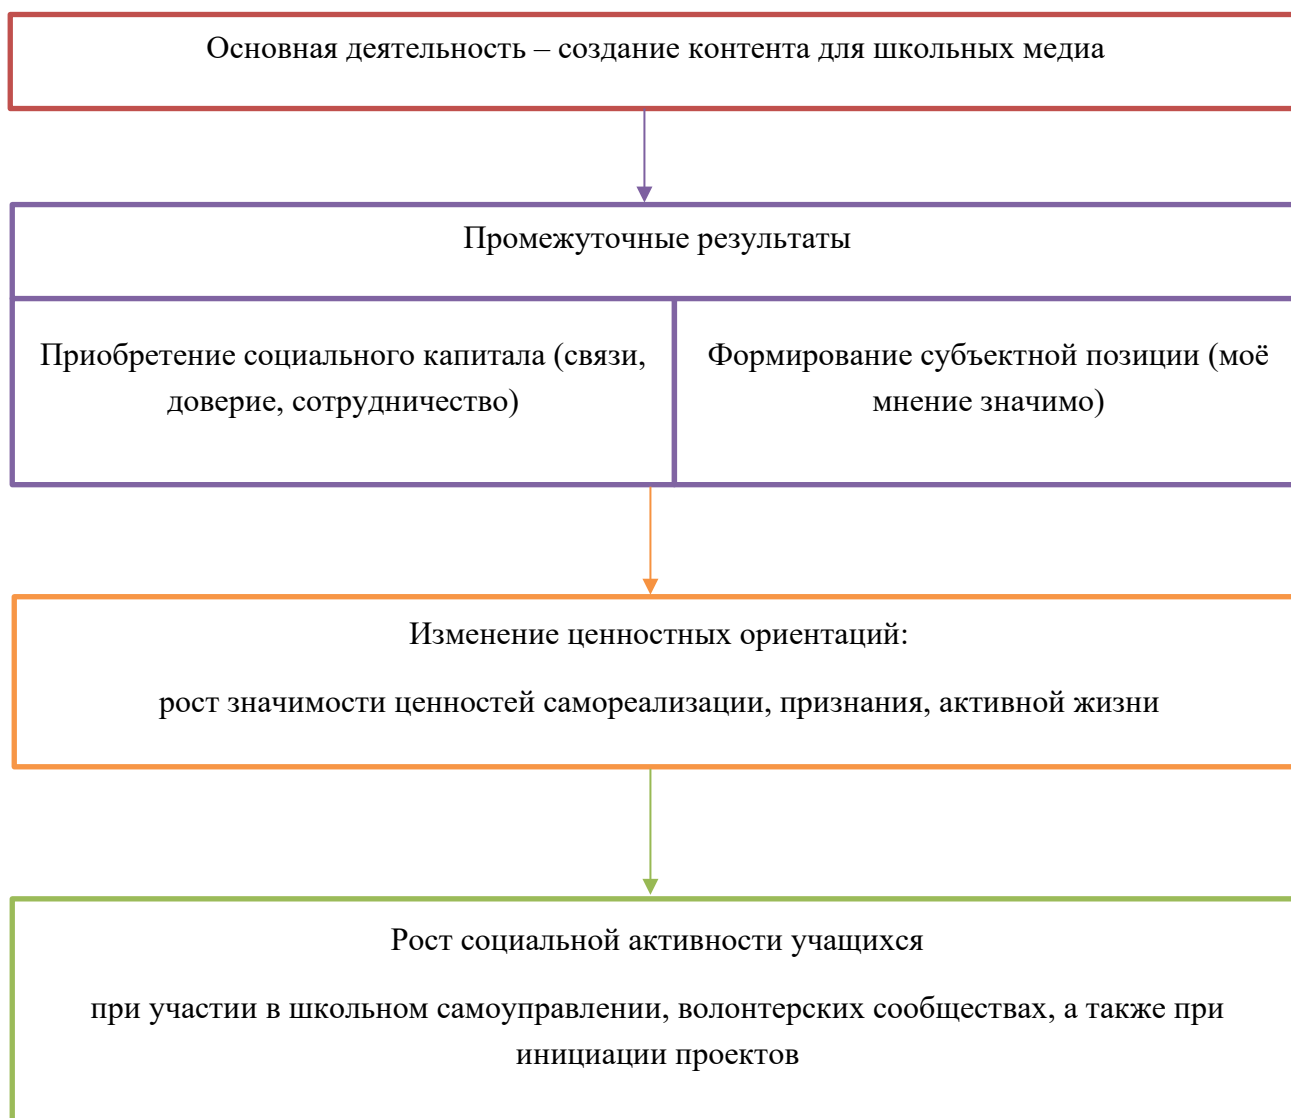 Основная деятельность – создание контента для школьных медиа
Промежуточные результаты
Приобретение социального капитала (связи,
доверие, сотрудничество)
Формирование субъектной позиции (моё
мнение значимо)
Изменение ценностных ориентаций:
рост значимости ценностей самореализации, признания, активной жизни
Рост социальной активности учащихся
при участии в школьном самоуправлении, волонтерских сообществах, а также при
инициации проектов